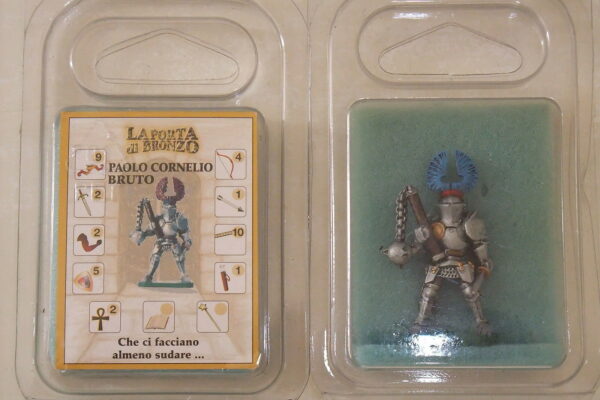 LA PORTA
di BRONZO
PAOLO CORNELIO
BRUTO
9
4
2
1
2
10
5
1
2
Che ci facciano
almeno sudare ...